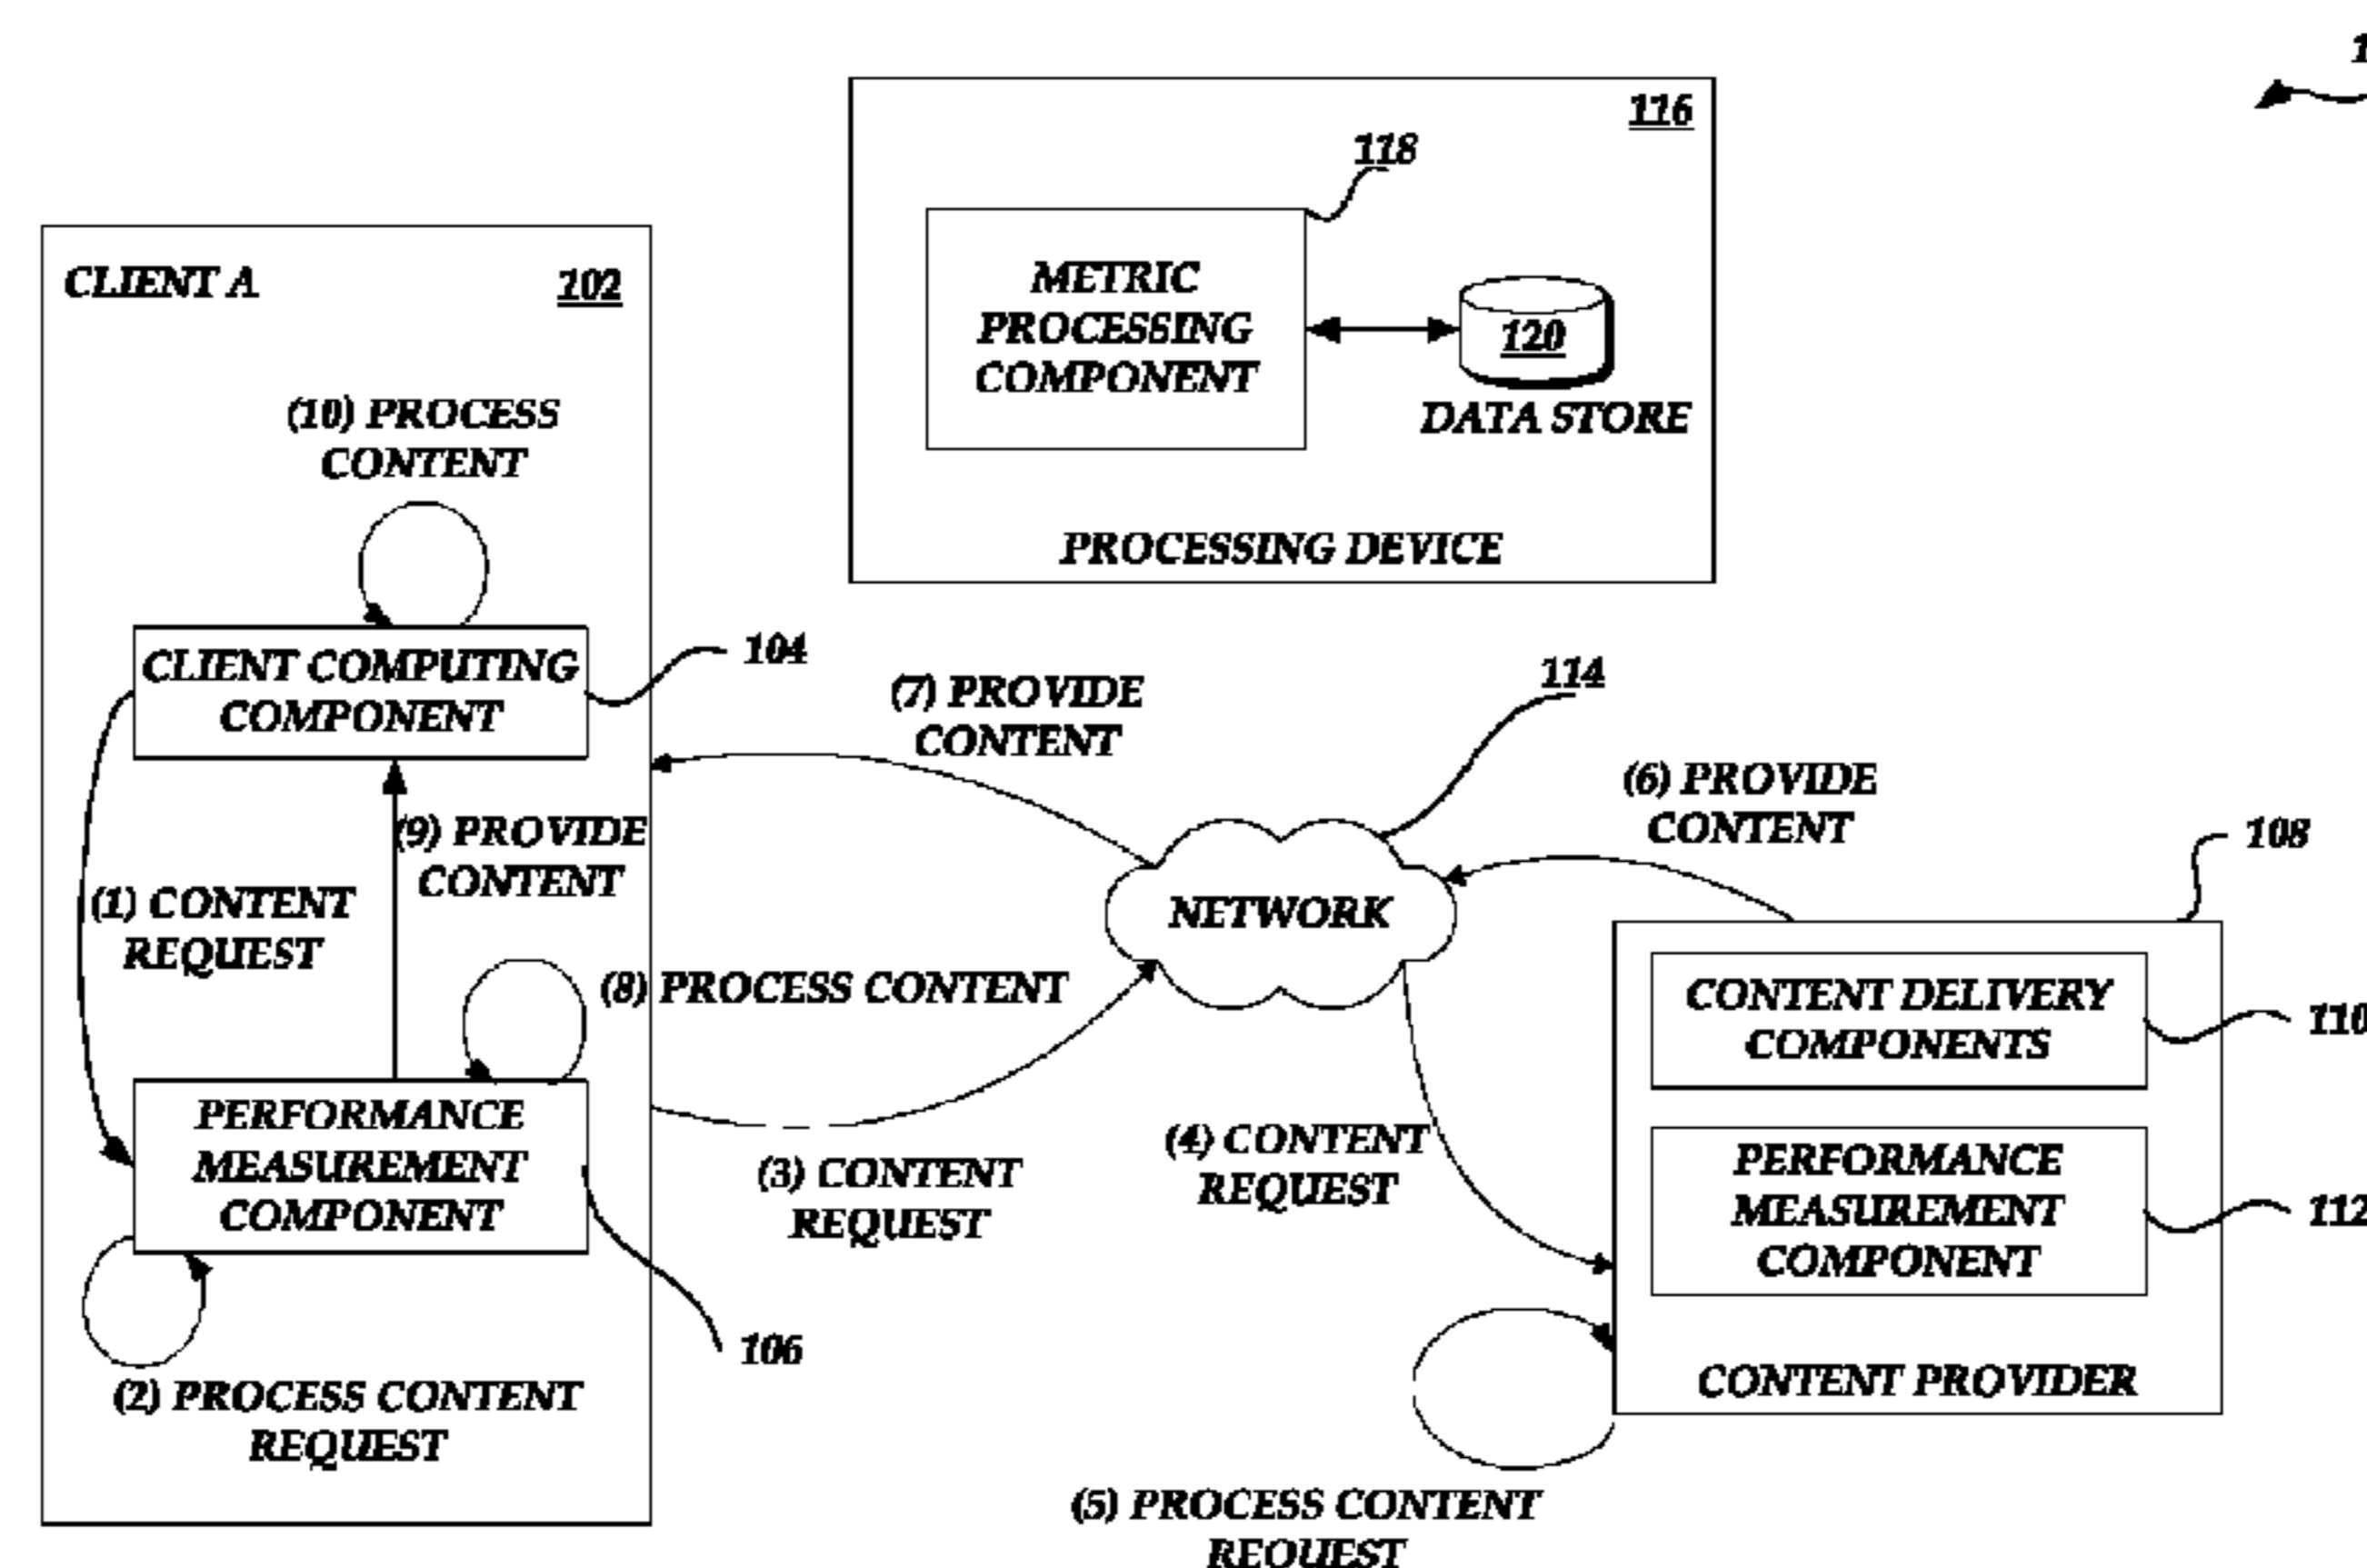 116
118
CLIENT A
102
METRIC
PROCESSING
COMPONENT
120
DATA STORE
PROCESSING DEVICE
(10) PROCESS
CONTENT
CLIENT COMPUTING
COMPONENT
104
(7) PROVIDE
CONTENT
114
(6) PROVIDE
CONTENT
108
(9) PROVIDE
CONTENT
(1) CONTENT
REQUEST
NETWORK
(8) PROCESS CONTENT
CONTENT DELIVERY
COMPONENTS
110
PERFORMANCE
MEASUREMENT
COMPONENT
(3) CONTENT
REQUEST
(4) CONTENT
REQUEST
PERFORMANCE
MEASUREMENT
COMPONENT
112
106
(2) PROCESS CONTENT
REQUEST
CONTENT PROVIDER
(5) PROCESS CONTENT
REQUEST